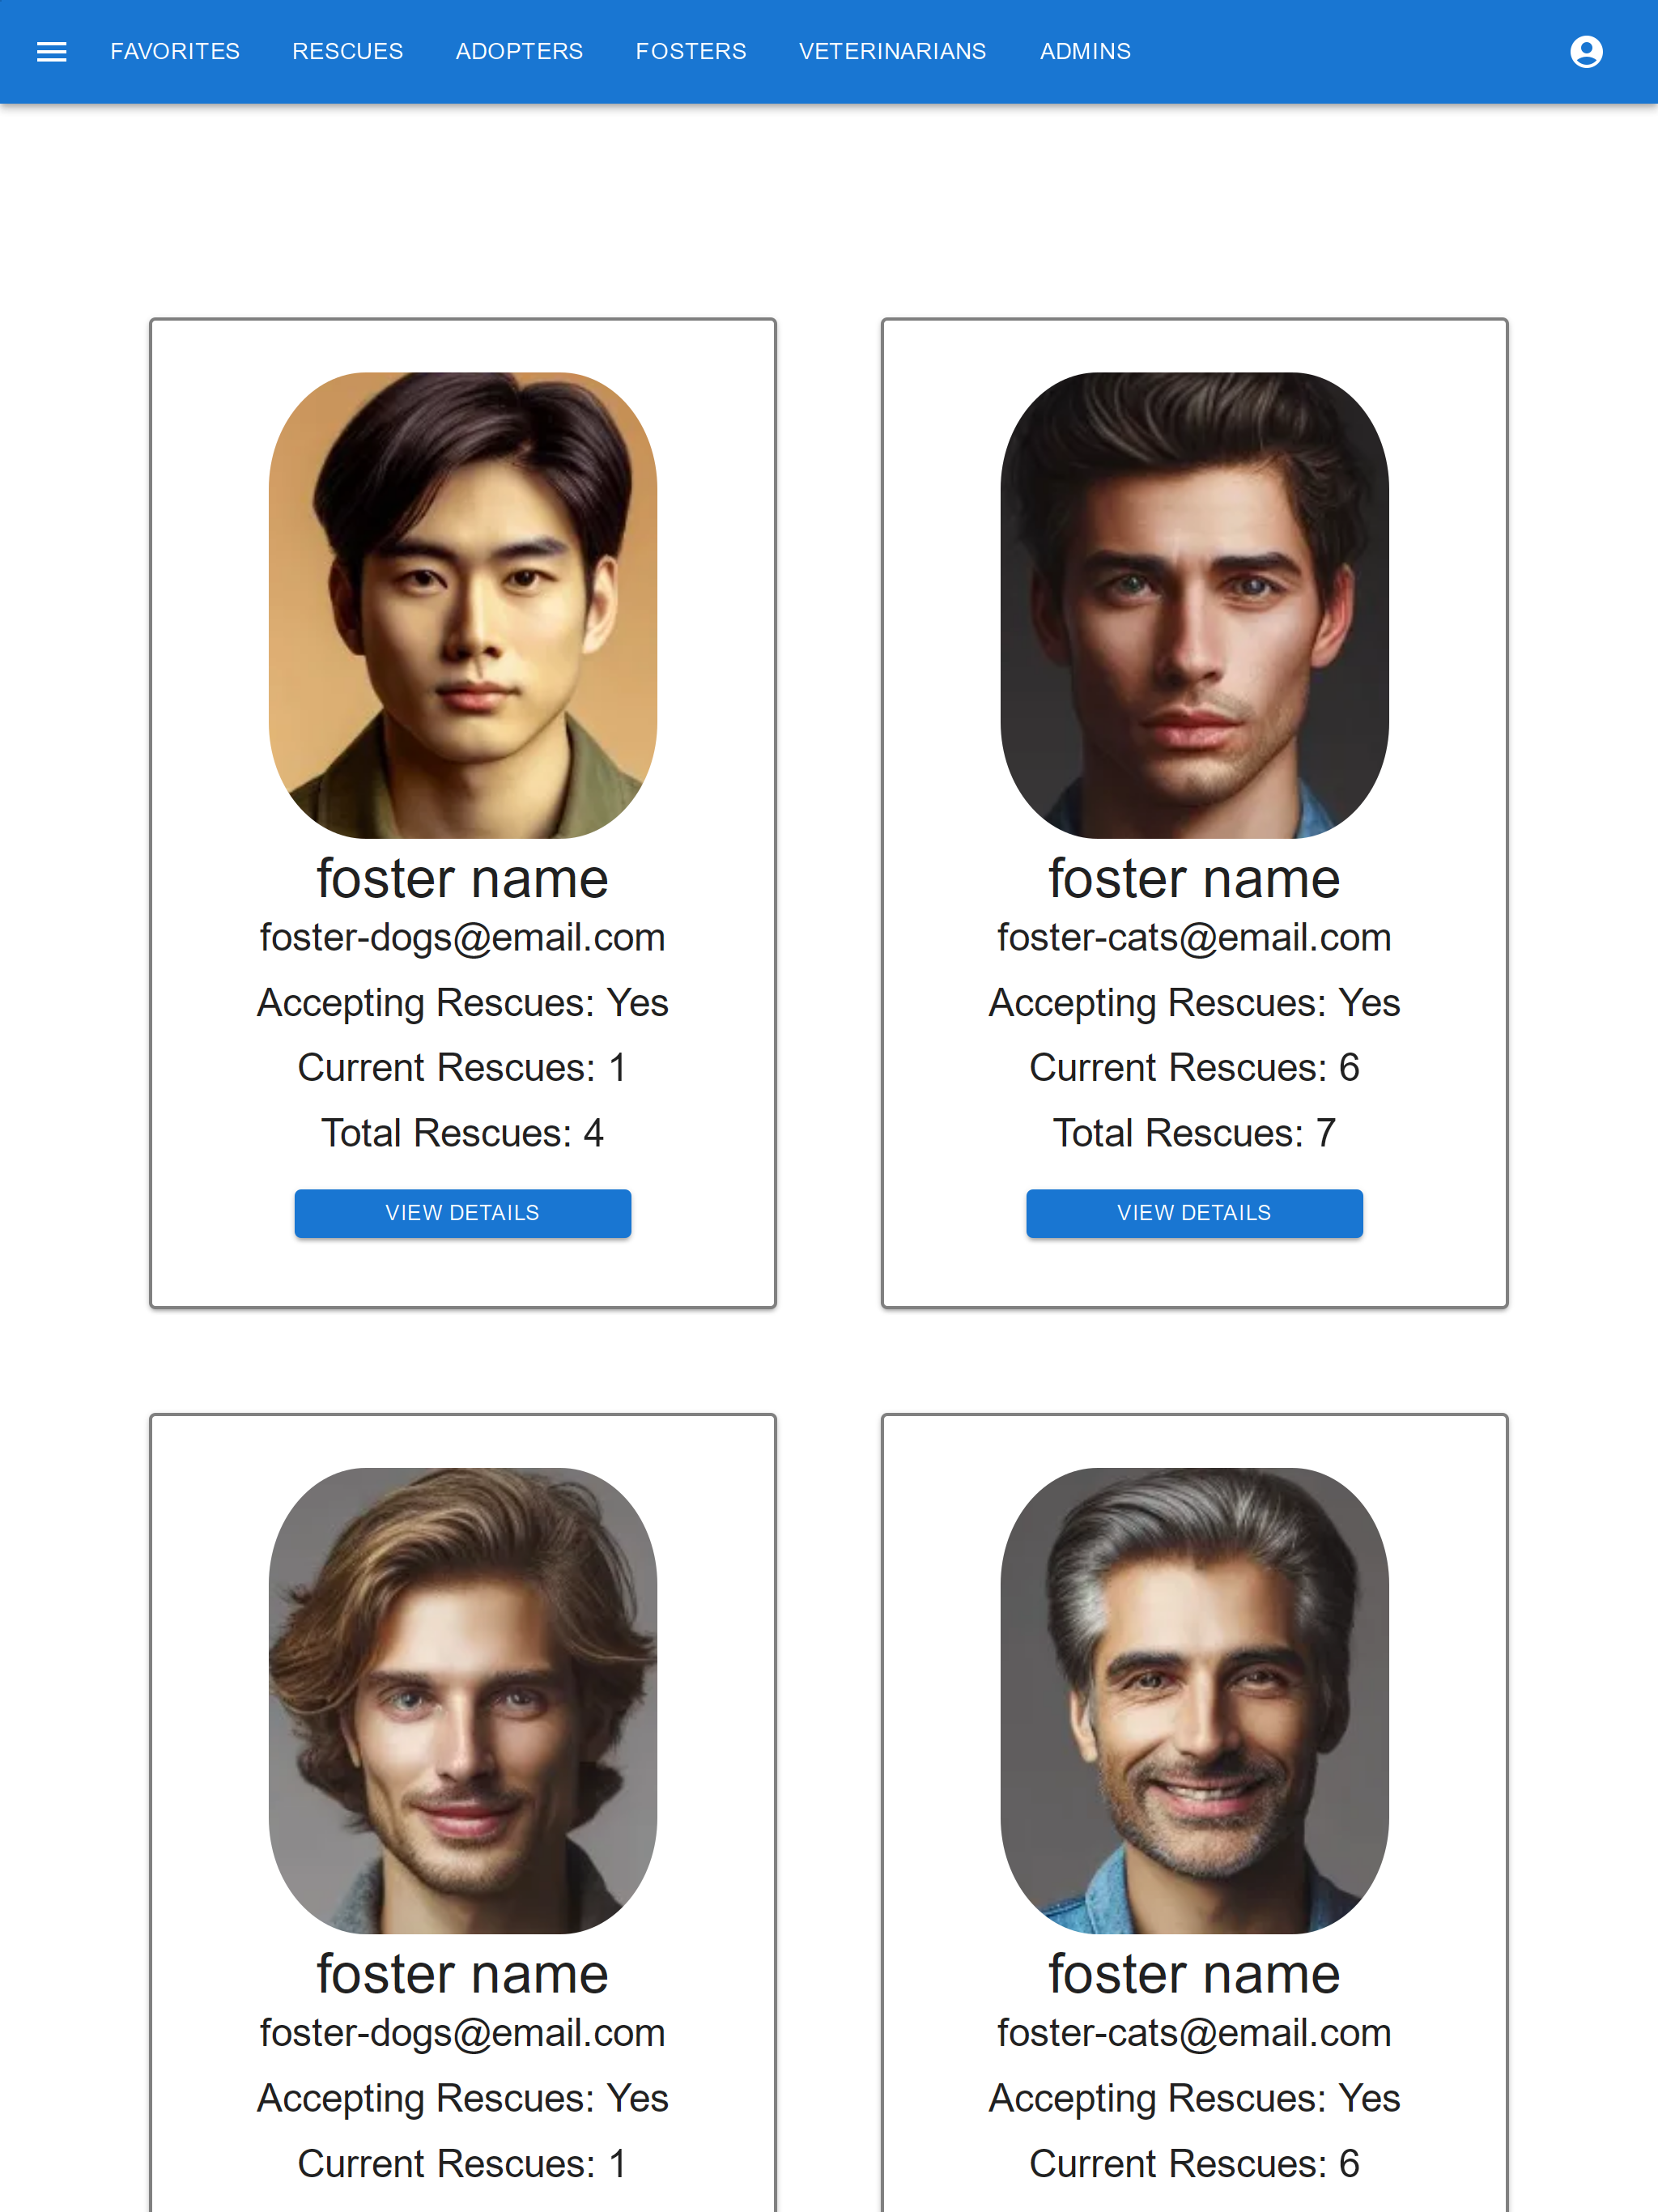 FAVORITES RESCUES ADOPTERS FOSTERS VETERINARIANS ADMINS
foster name
foster-dogs@email.com
Accepting Rescues: Yes
Current Rescues: 1
Total Rescues: 4
VIEW DETAILS
foster name
foster-cats@email.com
Accepting Rescues: Yes
Current Rescues: 6
Total Rescues: 7
VIEW DETAILS
foster name
foster-dogs@email.com
Accepting Rescues: Yes
Current Rescues: 1
foster name
foster-cats@email.com
Accepting Rescues: Yes
Current Rescues: 6